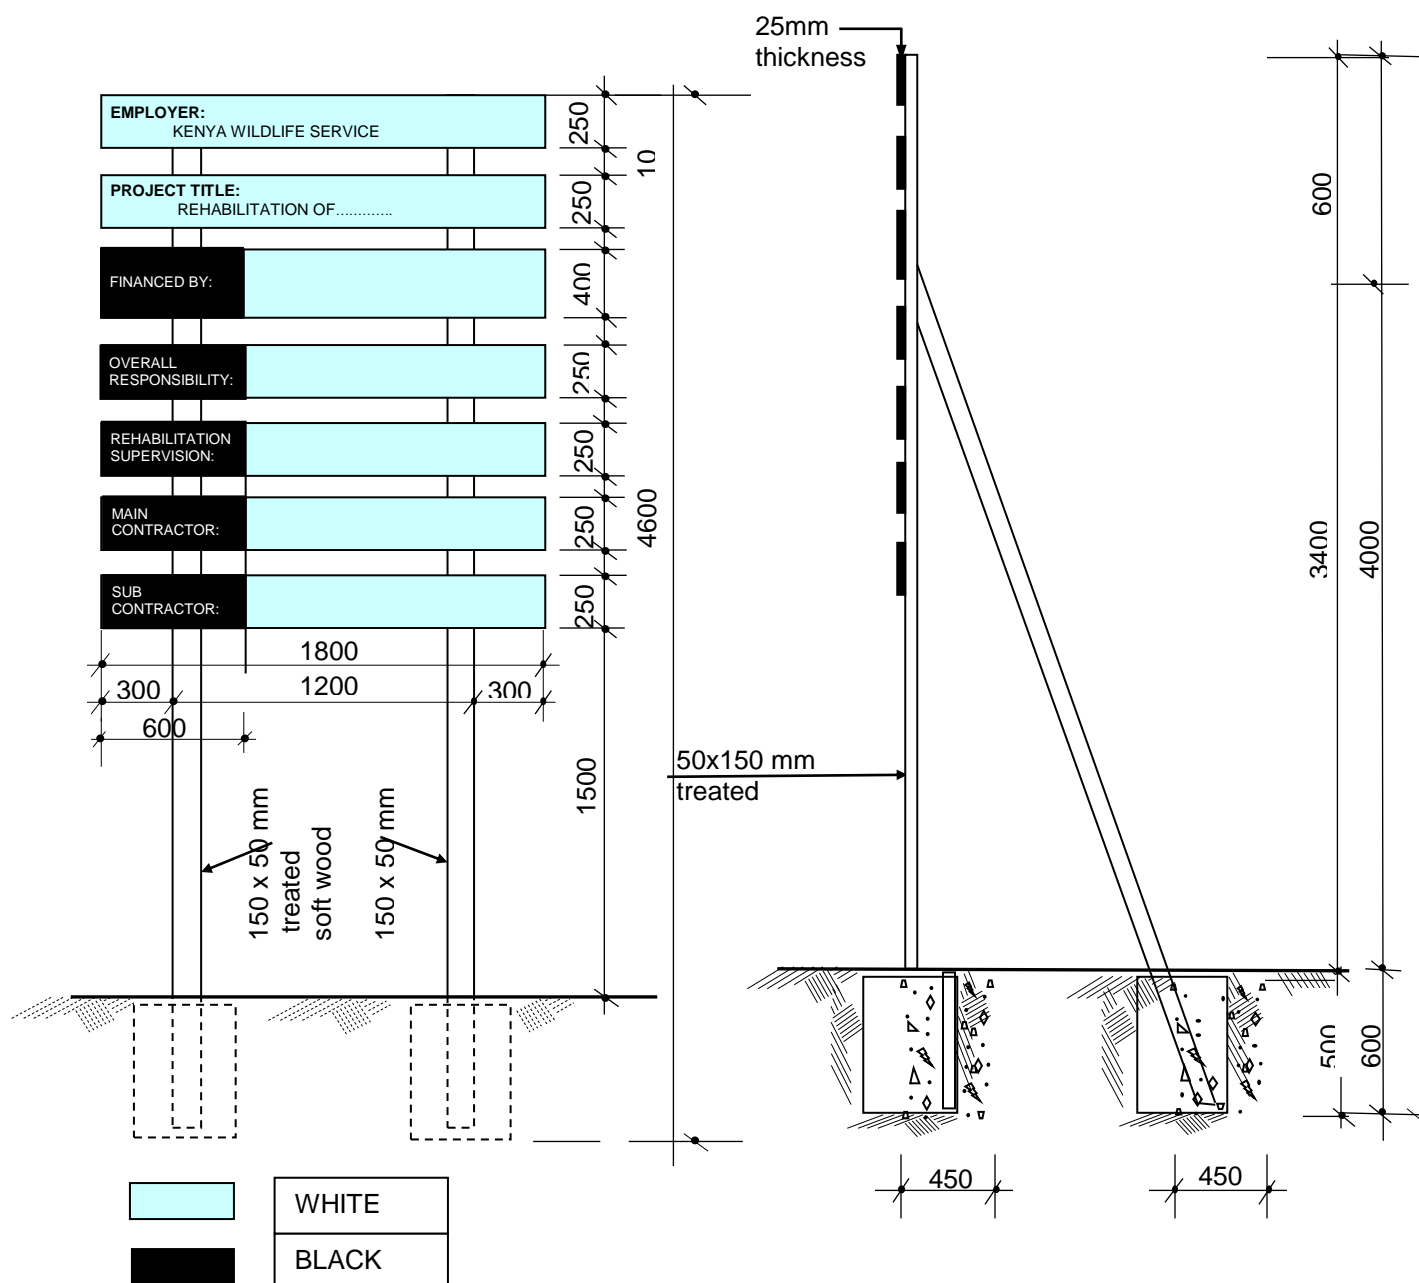 25mm
thickness
EMPLOYER:
KENYA WILDLIFE SERVICE
250
10
600
PROJECT TITLE:
REHABILITATION OF.............
250
FINANCED BY:
400
OVERALL
RESPONSIBILITY:
250
REHABILITATION
SUPERVISION:
250
4600
3400
4000
MAIN
CONTRACTOR:
250
SUB
CONTRACTOR:
250
1800
300
1200
300
600
1500
50x150 mm
treated
150 x 50 mm
treated
soft wood
150 x 50 mm
500
600
450
450
WHITE
BLACK